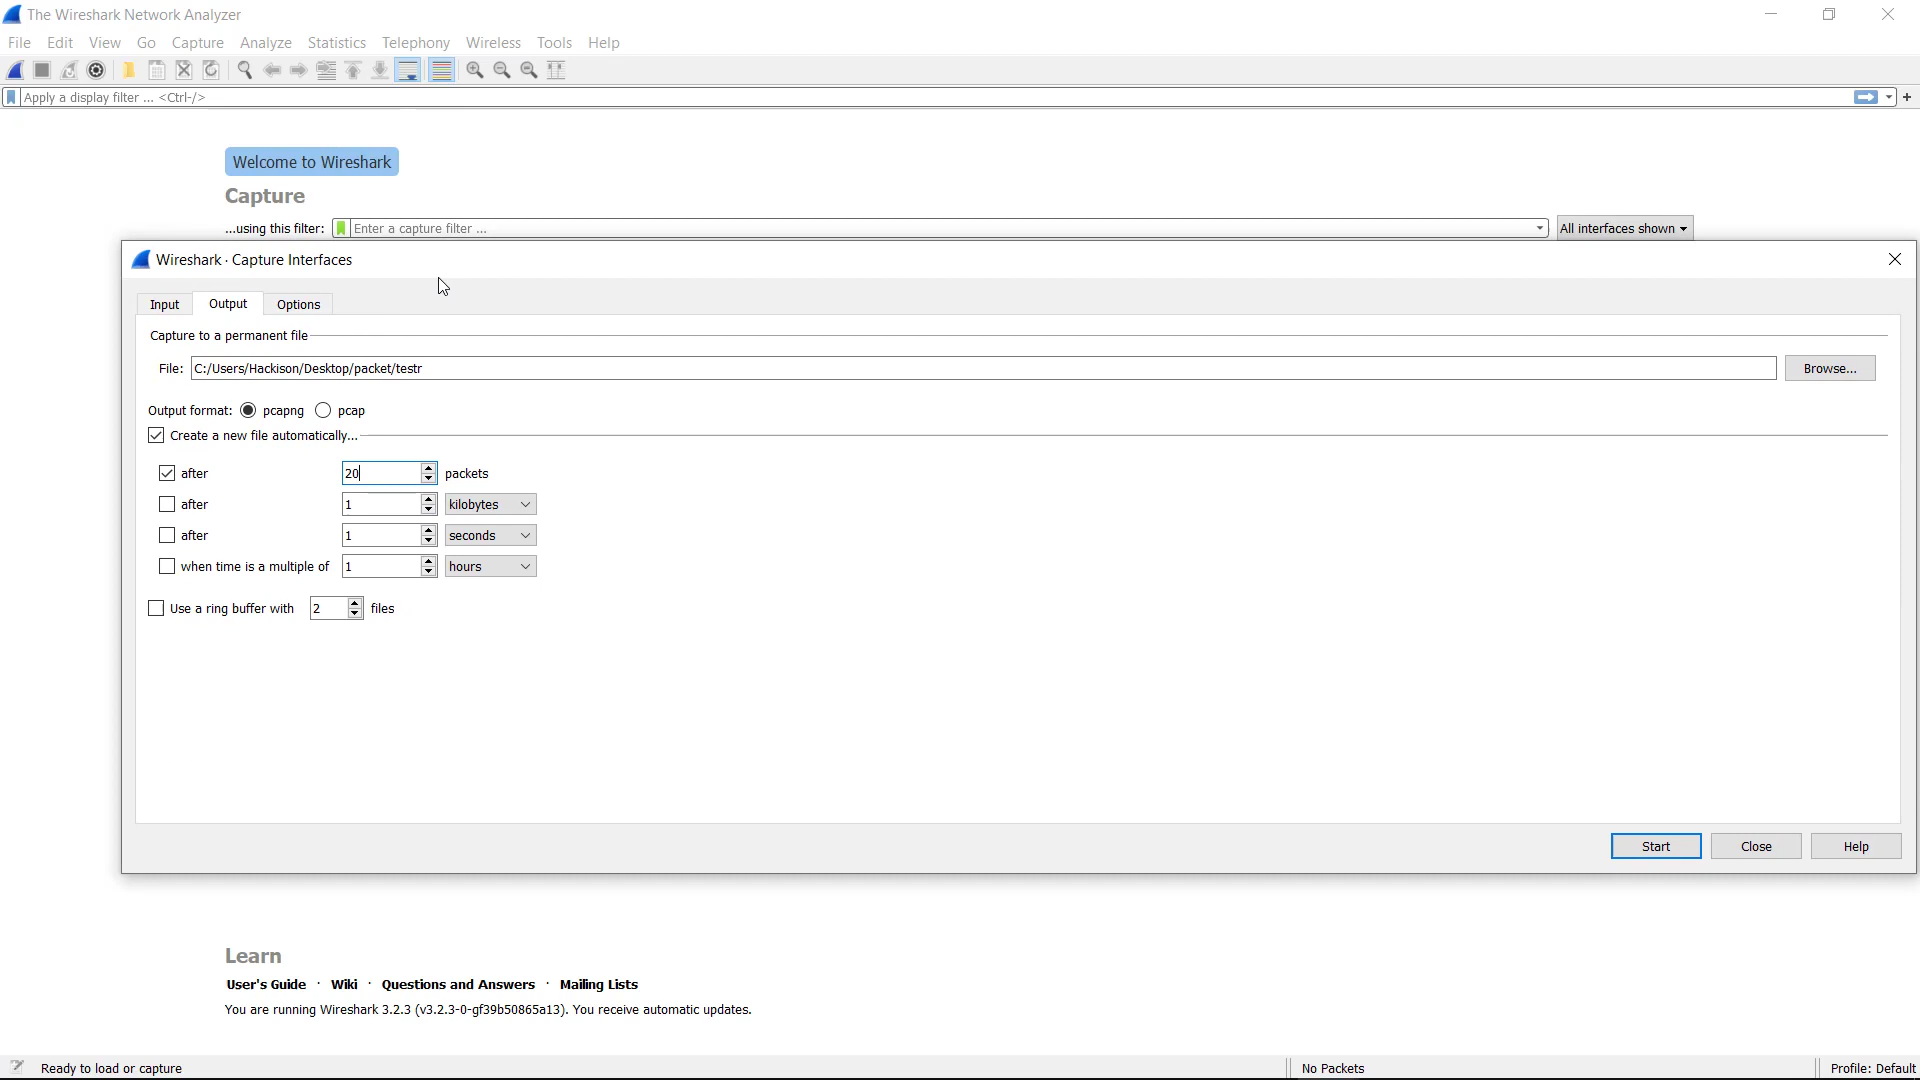 The Wireshark Network Analyzer
File Edit View Go Capture Analyze Statistics Telephony Wireless Tools Help
Apply a display filter ... <Ctrl-/>
+
Welcome to Wireshark
Capture
...using this filter: Enter a capture filter ... All interfaces shown
Wireshark · Capture Interfaces
Input Output Options
Capture to a permanent file
File: C:/Users/Hackison/Desktop/packet/testr Browse...
Output format: pcapng pcap
Create a new file automatically...
after 20 packets
after 1 kilobytes
after 1 seconds
when time is a multiple of 1 hours
Use a ring buffer with 2 files
Start Close Help
Learn
User's Guide · Wiki · Questions and Answers · Mailing Lists
You are running Wireshark 3.2.3 (v3.2.3-0-gf39b50865a13). You receive automatic updates.
Ready to load or capture No Packets Profile: Default